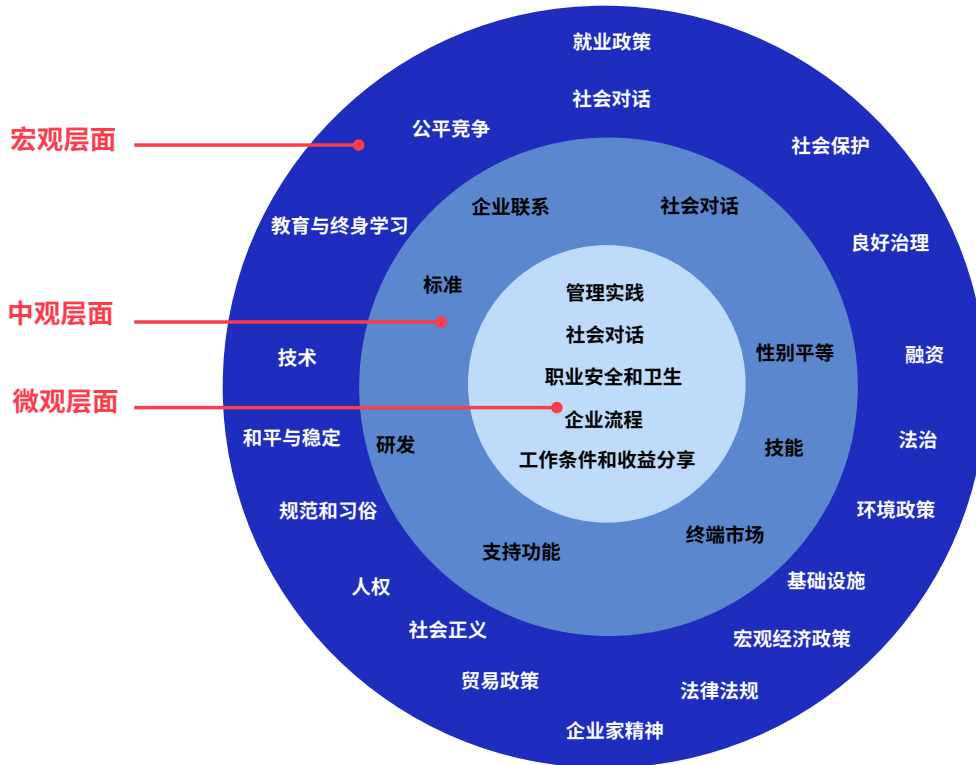 就业政策
社会对话
公平竞争
宏观层面
社会保护
企业联系
社会对话
教育与终身学习
良好治理
标准
管理实践
中观层面
社会对话
性别平等
融资
技术
职业安全和卫生
微观层面
企业流程
和平与稳定
研发
技能
法治
工作条件和收益分享
规范和习俗
环境政策
终端市场
支持功能
人权
基础设施
社会正义
宏观经济政策
贸易政策
法律法规
企业家精神